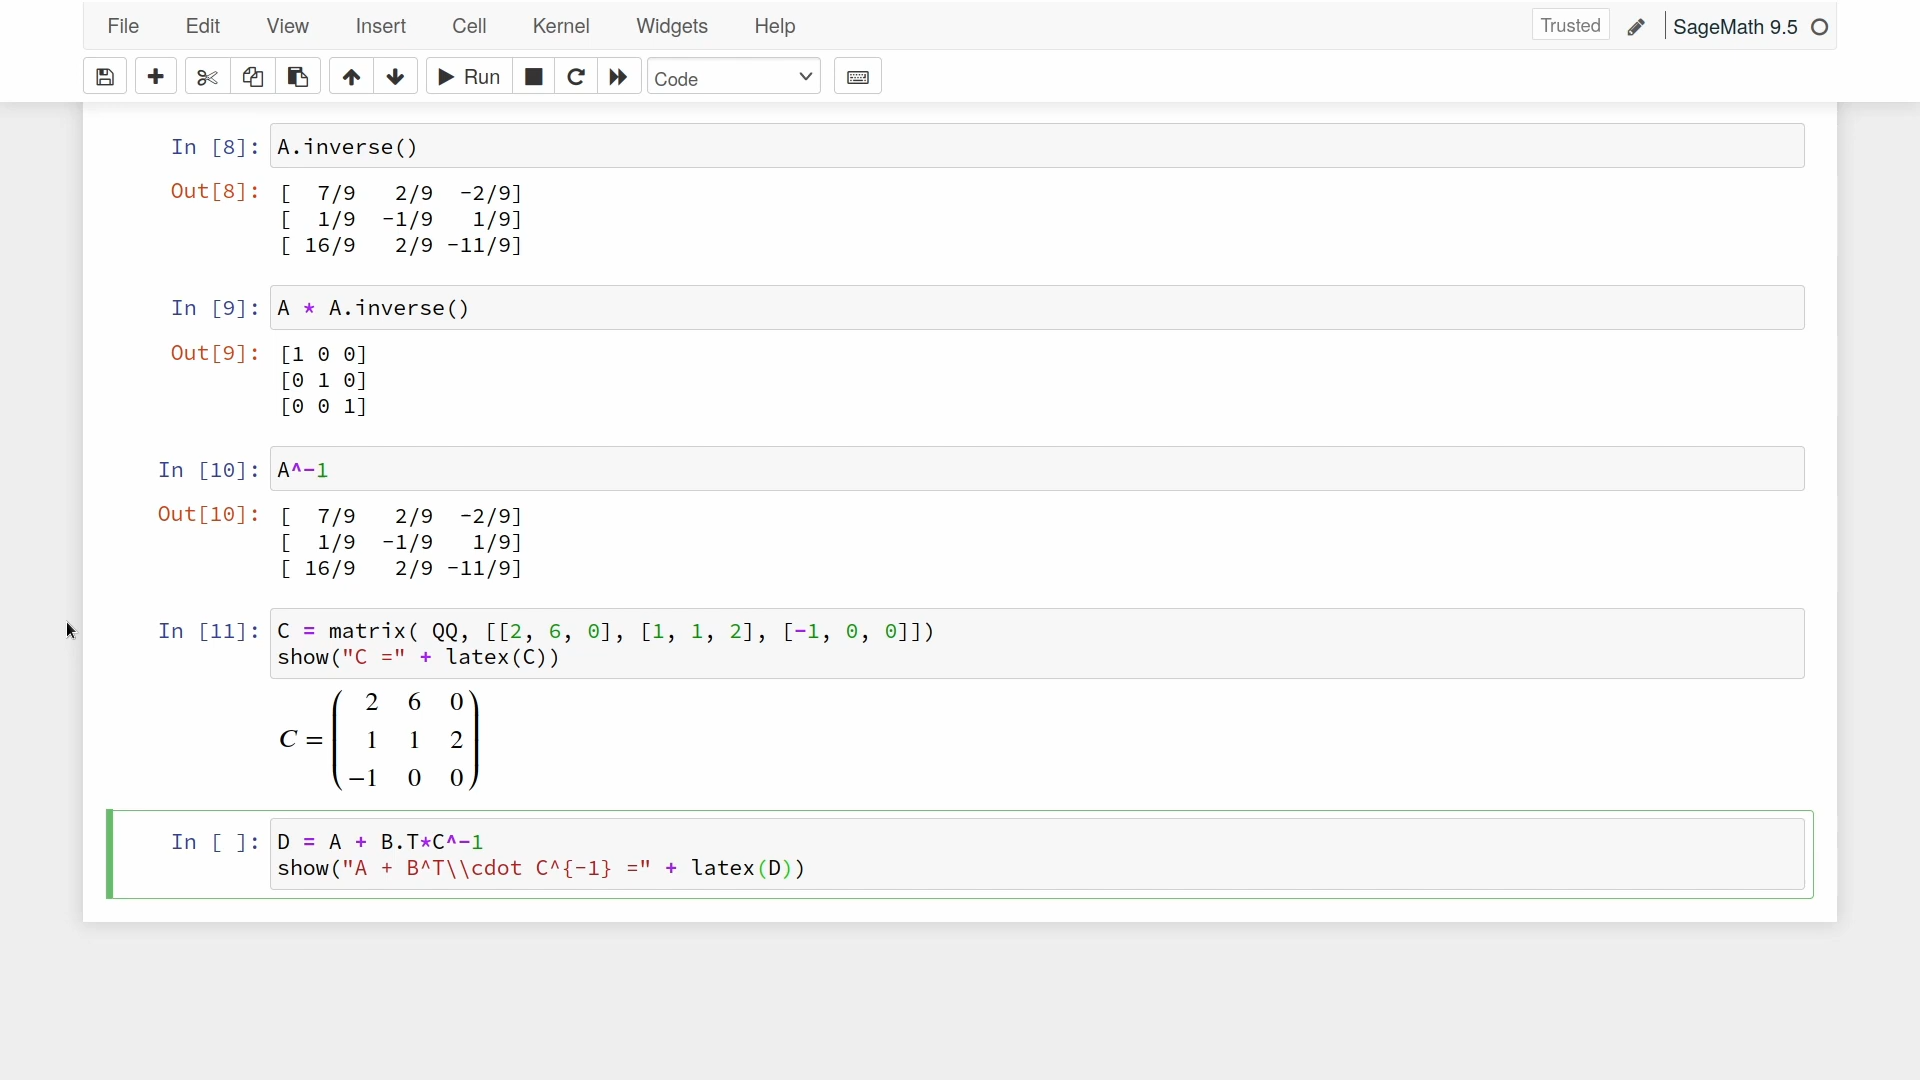 File Edit View Insert Cell Kernel Widgets Help Trusted SageMath 9.5
Run Code
In [8]: A.inverse()
Out[8]: [  7/9   2/9  -2/9]
[  1/9  -1/9   1/9]
[ 16/9   2/9 -11/9]
In [9]: A * A.inverse()
Out[9]: [1 0 0]
[0 1 0]
[0 0 1]
In [10]: A^-1
Out[10]: [  7/9   2/9  -2/9]
[  1/9  -1/9   1/9]
[ 16/9   2/9 -11/9]
In [11]: C = matrix( QQ, [[2, 6, 0], [1, 1, 2], [-1, 0, 0]])
show("C =" + latex(C))
2 6 0
C = 1 1 2
−1 0 0
In [ ]: D = A + B.T*C^-1
show("A + B^T\\cdot C^{-1} =" + latex(D))